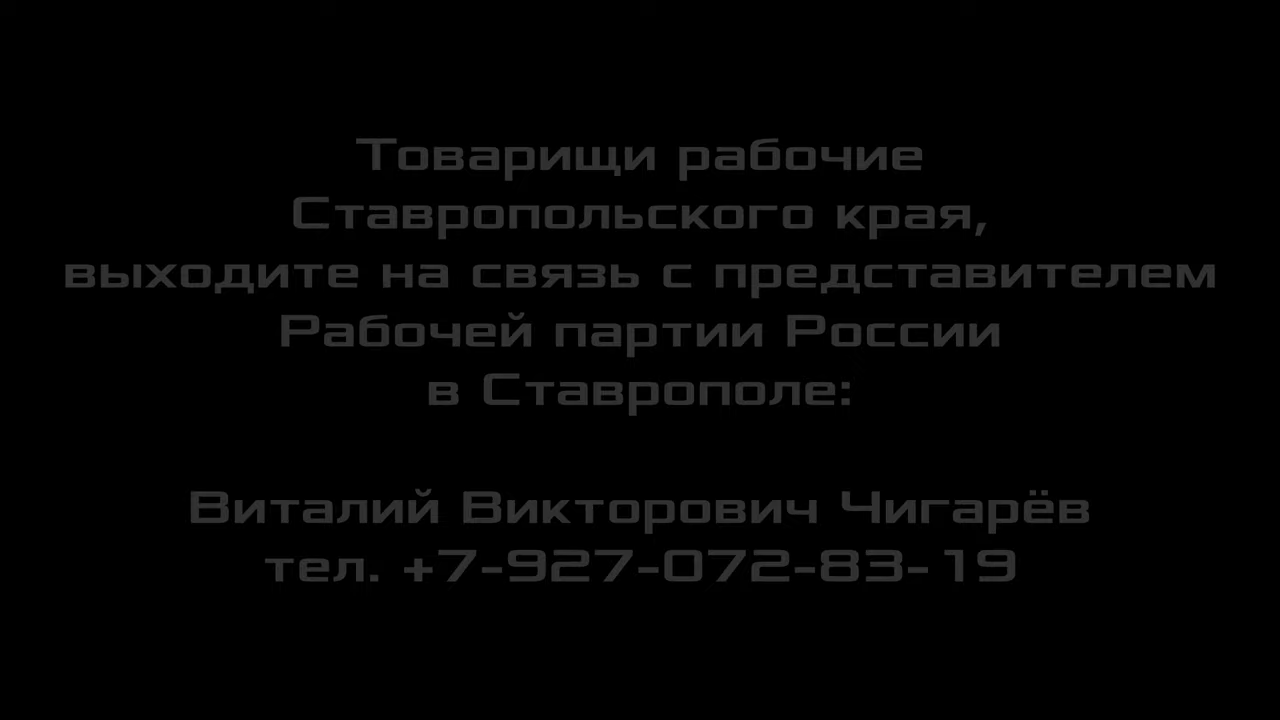 Товарищи рабочие
Ставропольского края,
выходите на связь с представителем
Рабочей партии России
в Ставрополе:
Виталий Викторович Чигарёв
тел. +7-927-072-83-19